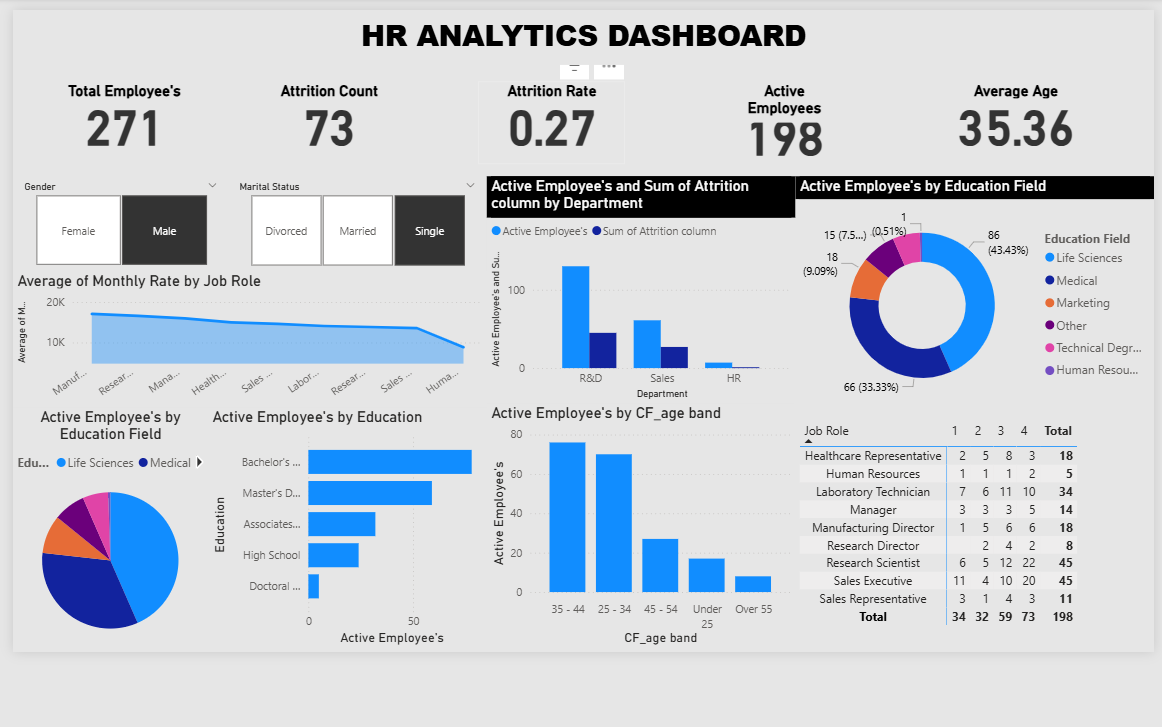 HR ANALYTICS DASHBOARD
Total Employee's
271
Attrition Count
73
Attrition Rate
0.27
Active
Employees
198
Average Age
35.36
Gender
Female
Male
Marital Status
Divorced
Married
Single
Average of Monthly Rate by Job Role
Average of M...
20K
10K
Manuf...
Resear...
Mana...
Health...
Sales ...
Labor...
Resear...
Sales ...
Huma...
Active Employee's and Sum of Attrition
column by Department
Active Employee's
Sum of Attrition column
Active Employee's and Su...
100
0
R&D
Sales
HR
Department
Active Employee's by Education Field
1
(0.51%)
15 (7.5...)
18
(9.09%)
86
(43.43%)
66 (33.33%)
Education Field
Life Sciences
Medical
Marketing
Other
Technical Degr...
Human Resou...
Active Employee's by
Education Field
Edu...
Life Sciences
Medical
Active Employee's by Education
Education
Bachelor's ...
Master's D...
Associates...
High School
Doctoral ...
0
50
Active Employee's
Active Employee's by CF_age band
Active Employee's
80
60
40
20
0
35 - 44
25 - 34
45 - 54
Under
25
Over 55
CF_age band
Job Role 1 2 3 4 Total
Healthcare Representative 2 5 8 3 18
Human Resources 1 1 1 2 5
Laboratory Technician 7 6 11 10 34
Manager 3 3 3 5 14
Manufacturing Director 1 5 6 6 18
Research Director 2 4 2 8
Research Scientist 6 5 12 22 45
Sales Executive 11 4 10 20 45
Sales Representative 3 1 4 3 11
Total 34 32 59 73 198